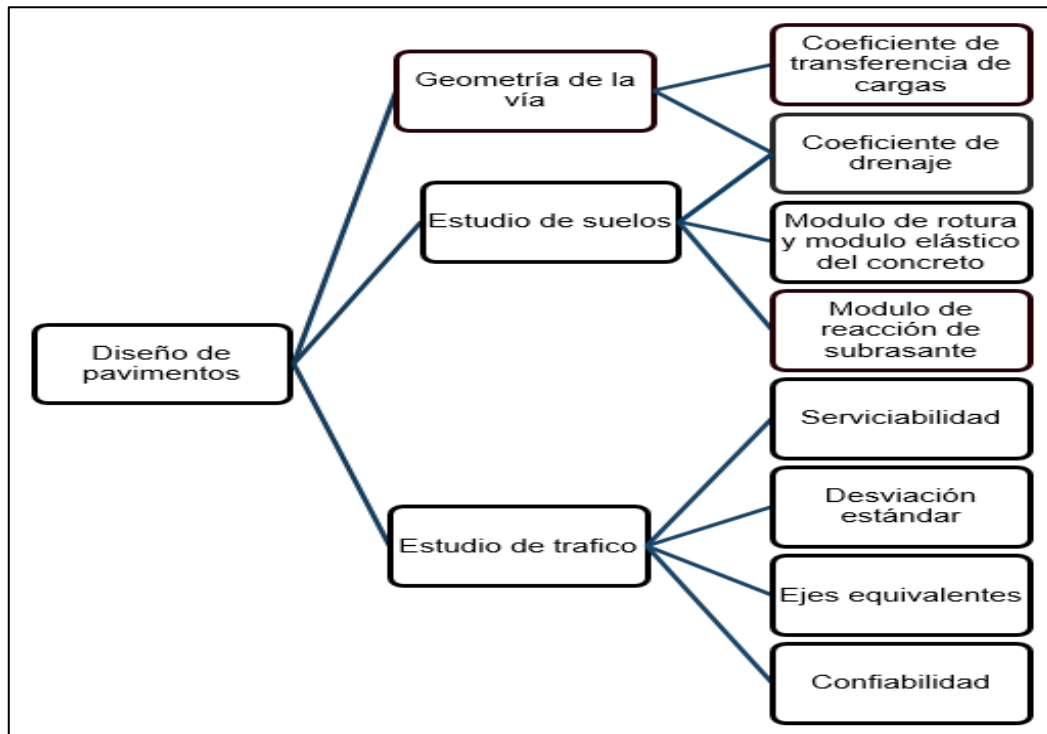 Diseño de
pavimentos
Geometría de la
vía
Estudio de suelos
Estudio de trafico
Coeficiente de
transferencia de
cargas
Coeficiente de
drenaje
Modulo de rotura
y modulo elástico
del concreto
Modulo de
reacción de
subrasante
Serviciabilidad
Desviación
estándar
Ejes equivalentes
Confiabilidad